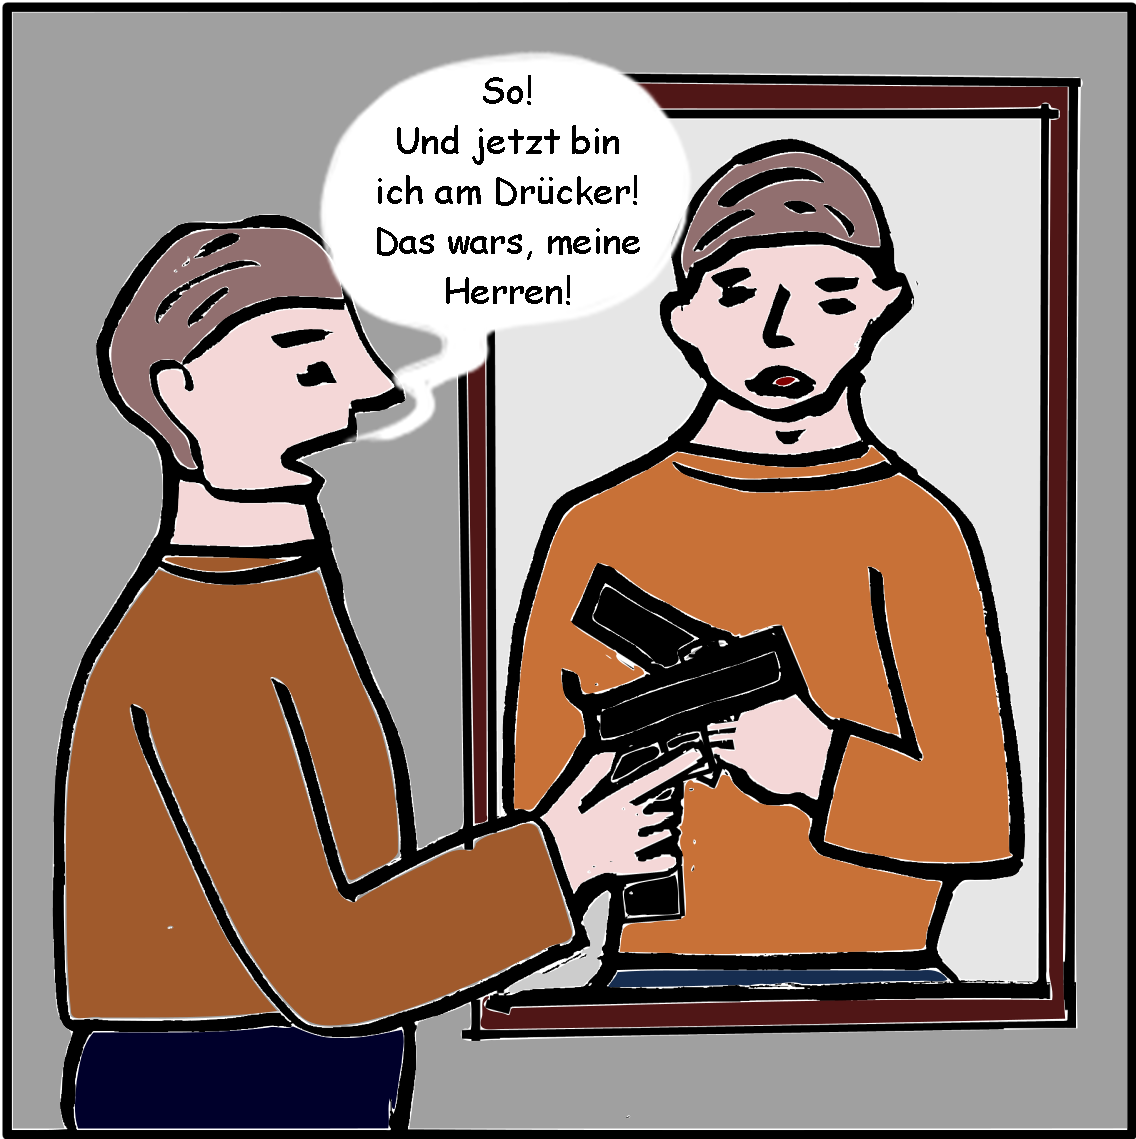 So!
Und jetzt bin
ich am Drücker!
Das wars, meine
Herren!